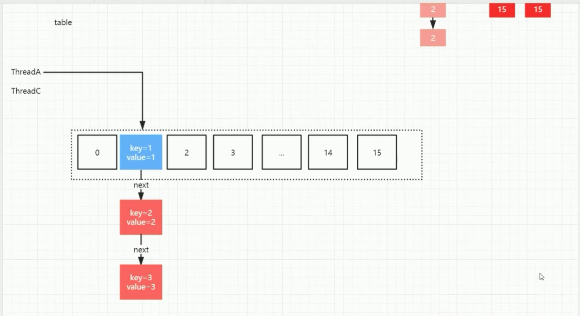 2
15
15
table
2
ThreadA
ThreadC
0
key=1
value=1
2
3
...
14
15
next
key=2
value=2
next
key=3
value=3